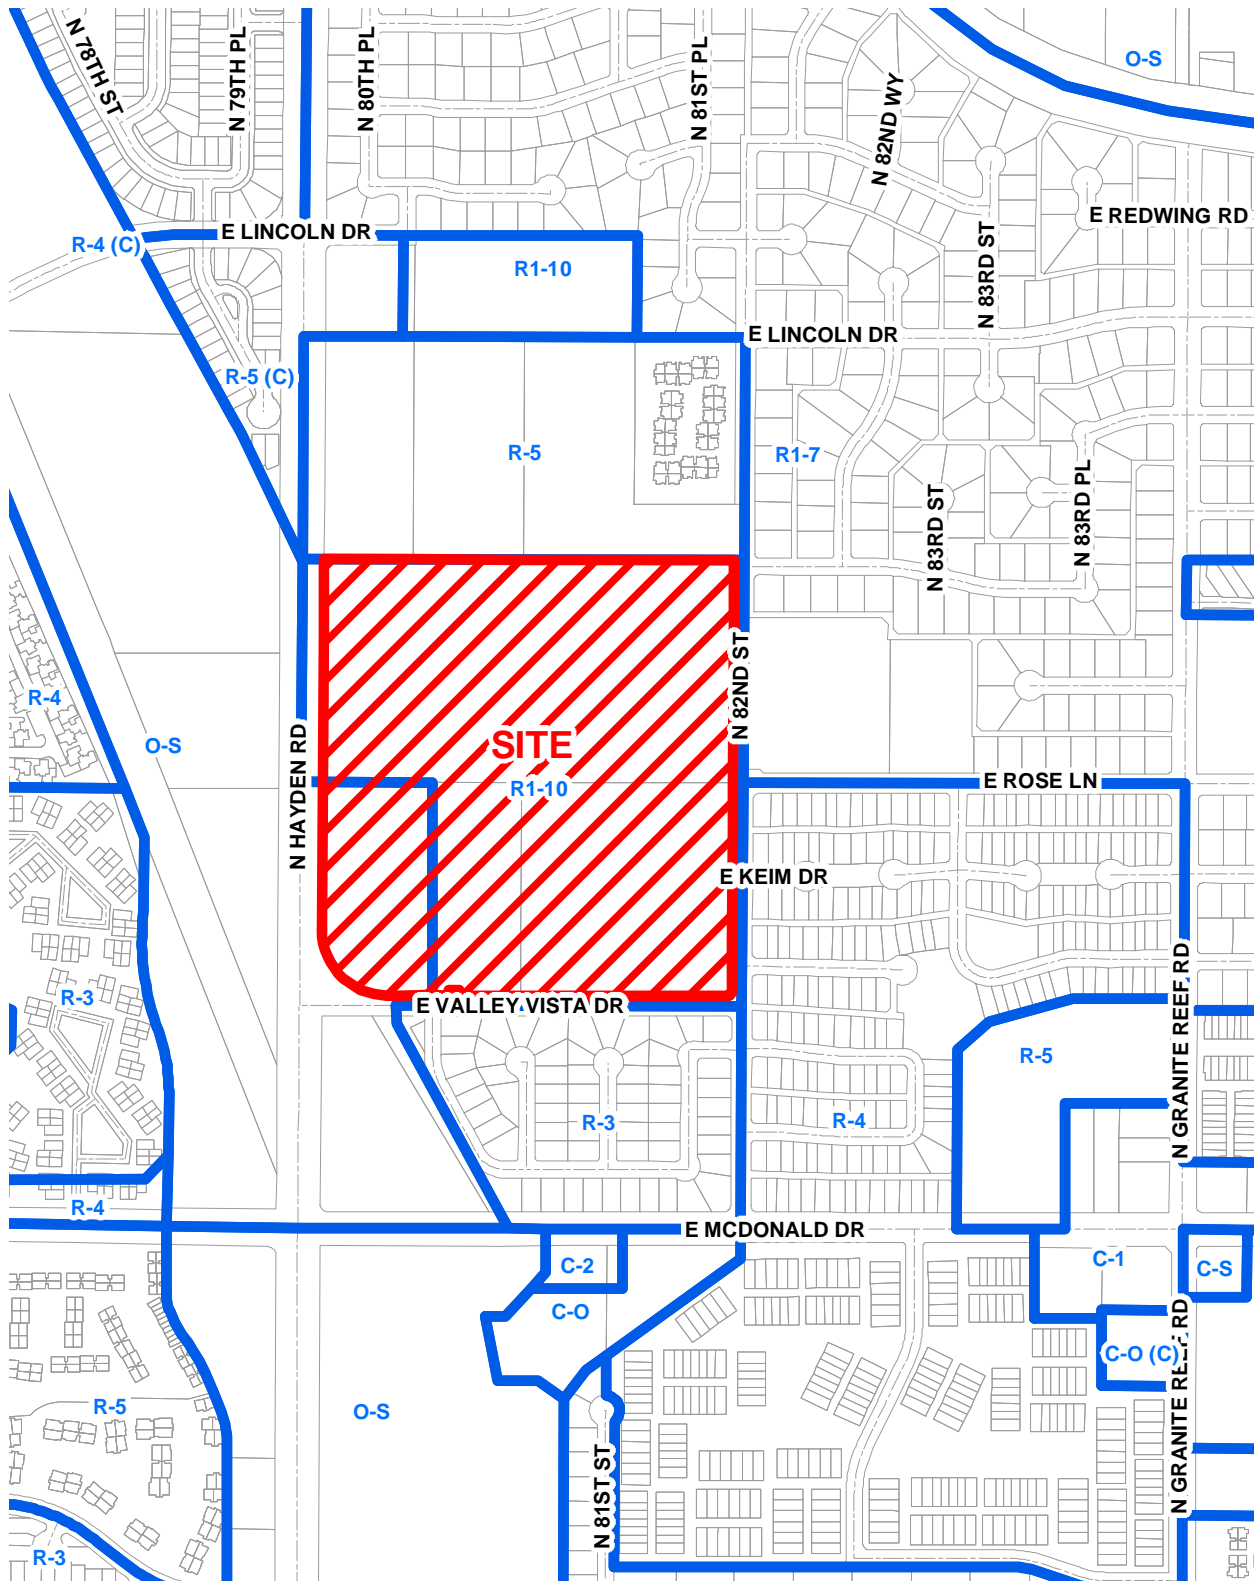 N 78TH ST
N 79TH PL
N 80TH PL
N 81ST PL
N 82ND WY
O-S
E REDWING RD
E LINCOLN DR
R-4 (C)
R1-10
N 83RD ST
E LINCOLN DR
R-5 (C)
R-5
R1-7
N 83RD ST
N 83RD PL
R-4
O-S
N HAYDEN RD
SITE
R1-10
N 82ND ST
E ROSE LN
E KEIM DR
R-3
E VALLEY VISTA DR
N GRANITE REEF RD
R-5
R-3
R-4
R-4
E MCDONALD DR
C-2
C-1
C-S
C-O
C-O (C)
N GRANITE REEF RD
R-5
O-S
N 81ST ST
R-3